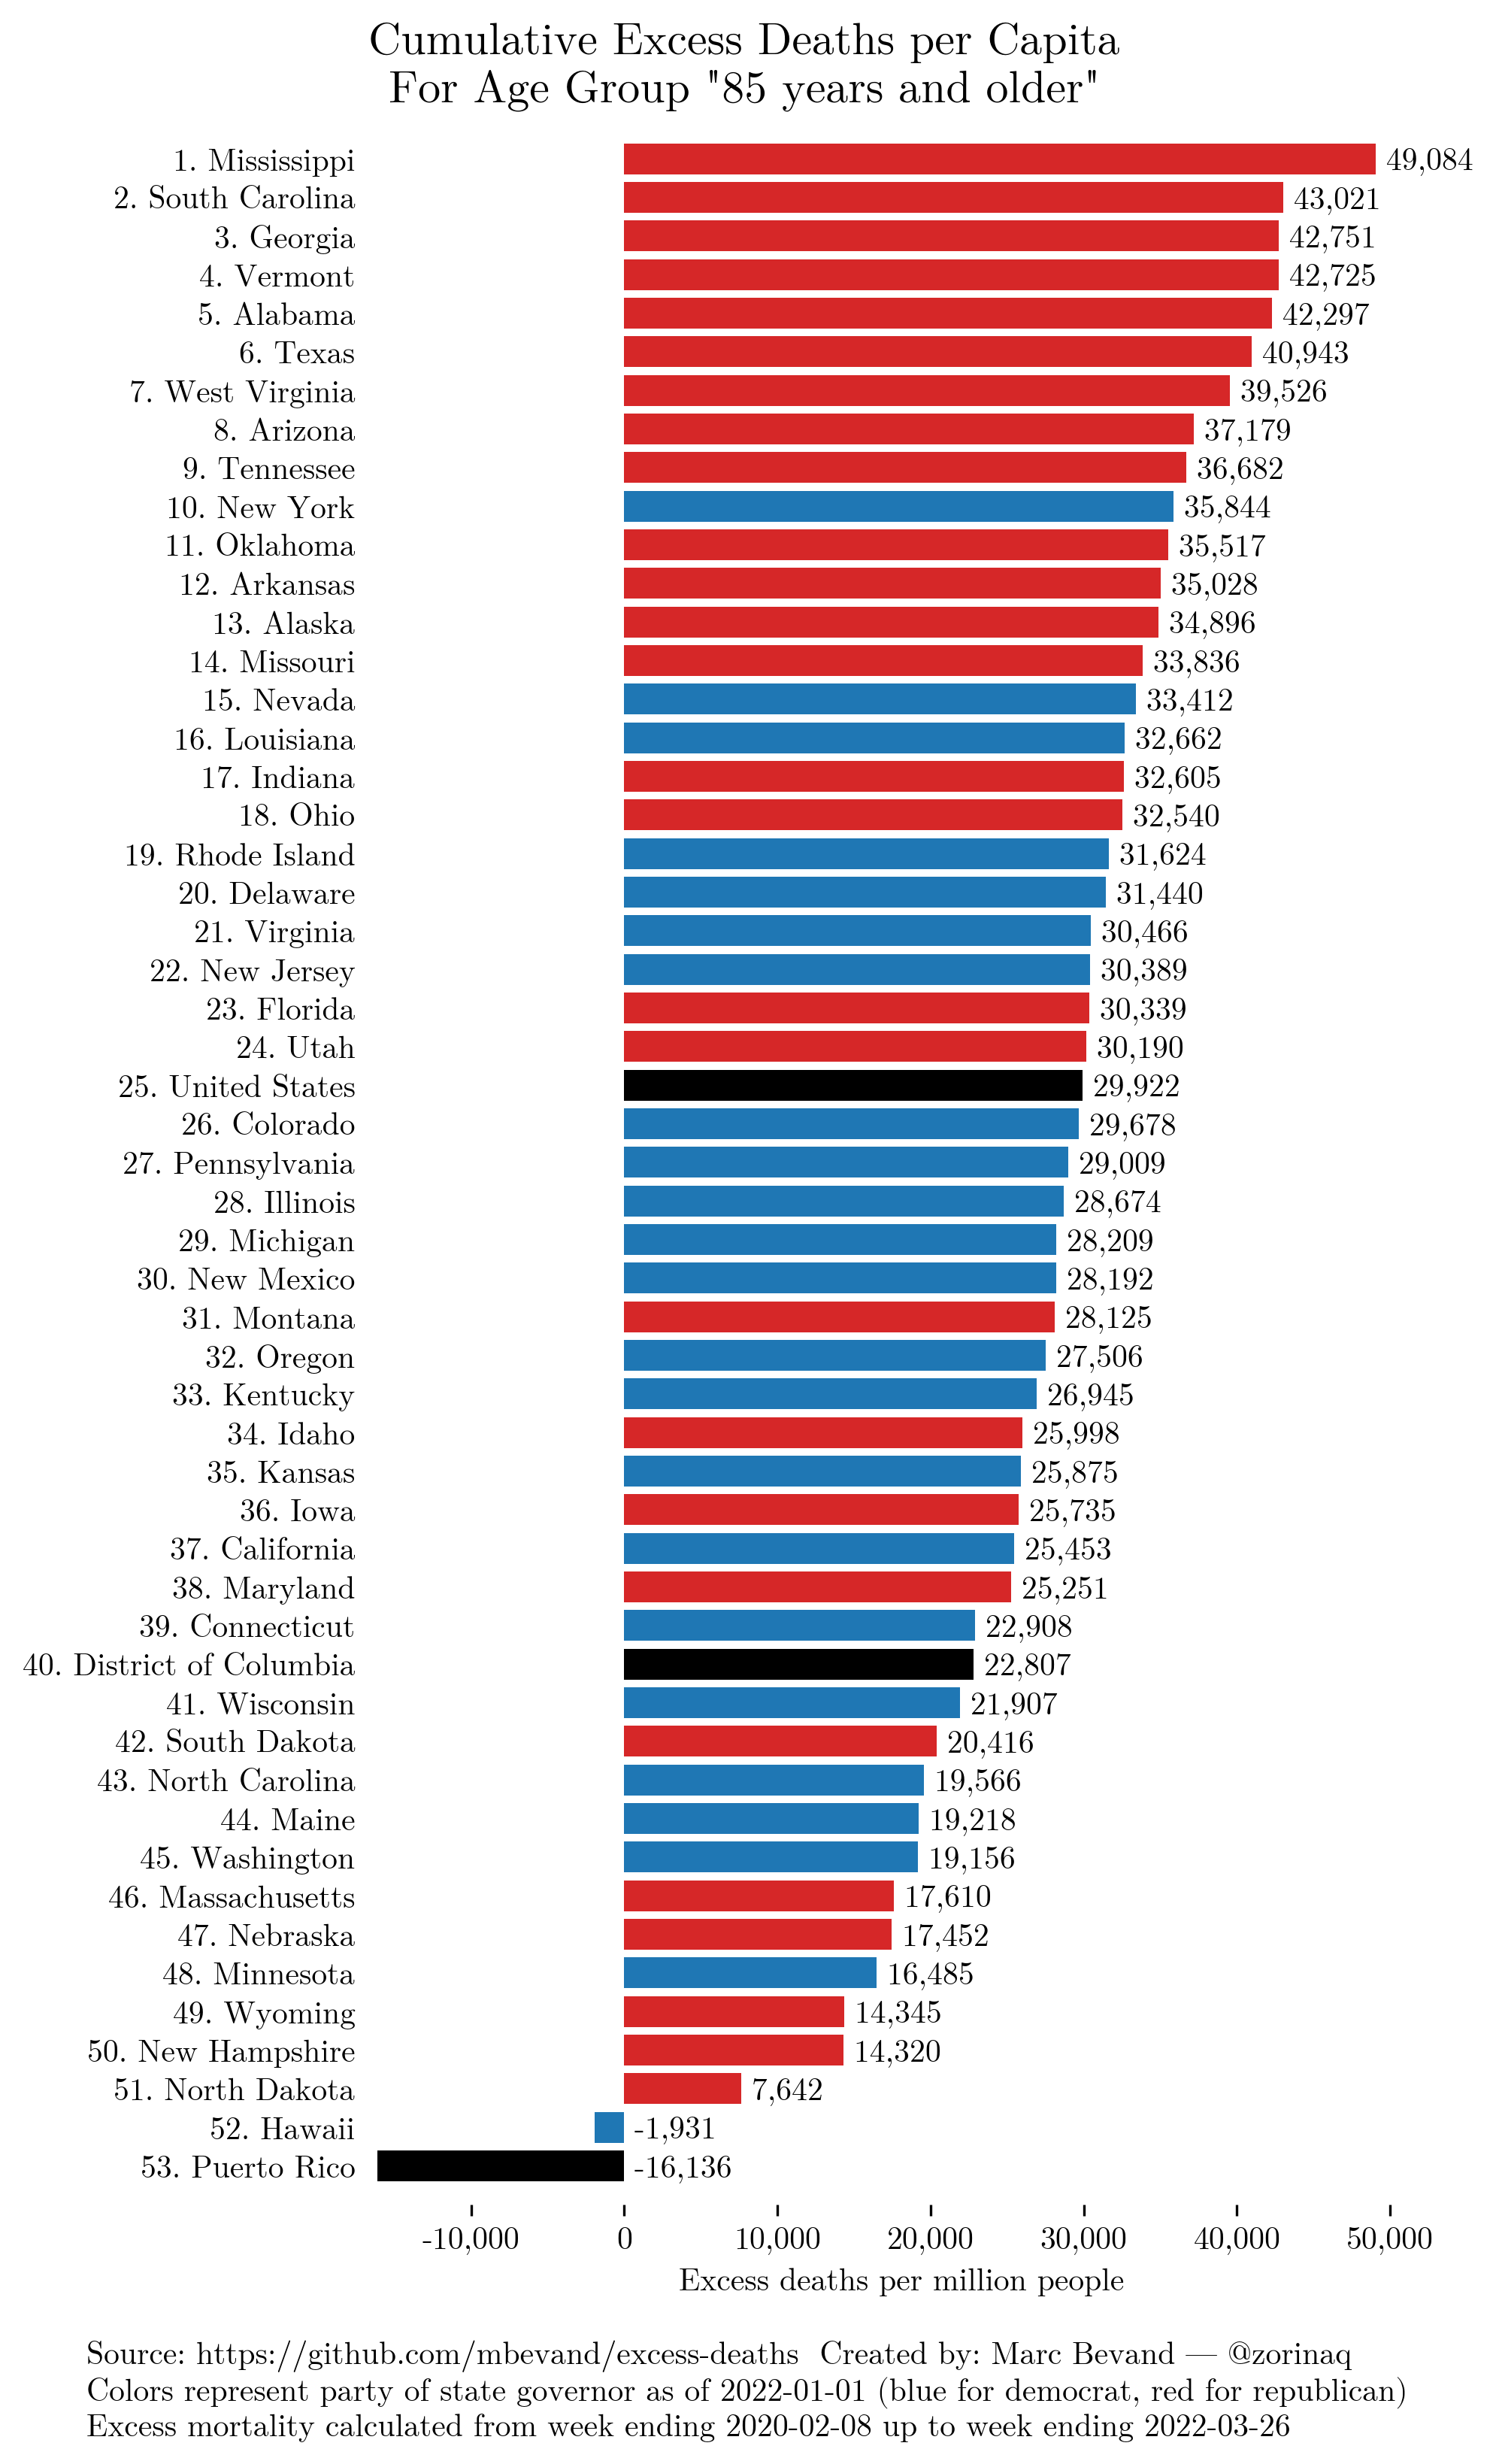 Cumulative Excess Deaths per Capita
For Age Group "85 years and older"
1. Mississippi 49,084
2. South Carolina 43,021
3. Georgia 42,751
4. Vermont 42,725
5. Alabama 42,297
6. Texas 40,943
7. West Virginia 39,526
8. Arizona 37,179
9. Tennessee 36,682
10. New York 35,844
11. Oklahoma 35,517
12. Arkansas 35,028
13. Alaska 34,896
14. Missouri 33,836
15. Nevada 33,412
16. Louisiana 32,662
17. Indiana 32,605
18. Ohio 32,540
19. Rhode Island 31,624
20. Delaware 31,440
21. Virginia 30,466
22. New Jersey 30,389
23. Florida 30,339
24. Utah 30,190
25. United States 29,922
26. Colorado 29,678
27. Pennsylvania 29,009
28. Illinois 28,674
29. Michigan 28,209
30. New Mexico 28,192
31. Montana 28,125
32. Oregon 27,506
33. Kentucky 26,945
34. Idaho 25,998
35. Kansas 25,875
36. Iowa 25,735
37. California 25,453
38. Maryland 25,251
39. Connecticut 22,908
40. District of Columbia 22,807
41. Wisconsin 21,907
42. South Dakota 20,416
43. North Carolina 19,566
44. Maine 19,218
45. Washington 19,156
46. Massachusetts 17,610
47. Nebraska 17,452
48. Minnesota 16,485
49. Wyoming 14,345
50. New Hampshire 14,320
51. North Dakota 7,642
52. Hawaii -1,931
53. Puerto Rico -16,136
-10,000 0 10,000 20,000 30,000 40,000 50,000
Excess deaths per million people
Source: https://github.com/mbevand/excess-deaths Created by: Marc Bevand — @zorinaq
Colors represent party of state governor as of 2022-01-01 (blue for democrat, red for republican)
Excess mortality calculated from week ending 2020-02-08 up to week ending 2022-03-26